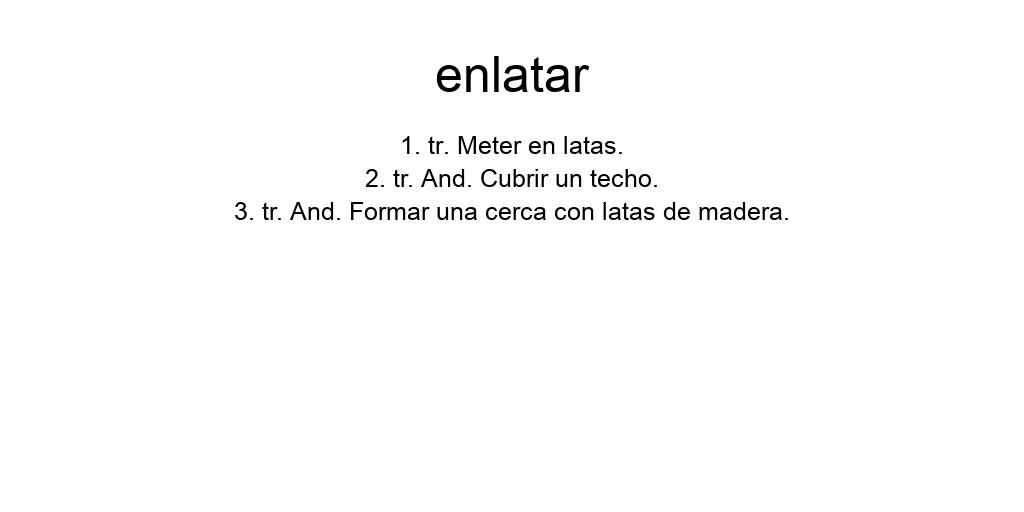 enlatar
1. tr. Meter en latas.
2. tr. And. Cubrir un techo.
3. tr. And. Formar una cerca con latas de madera.